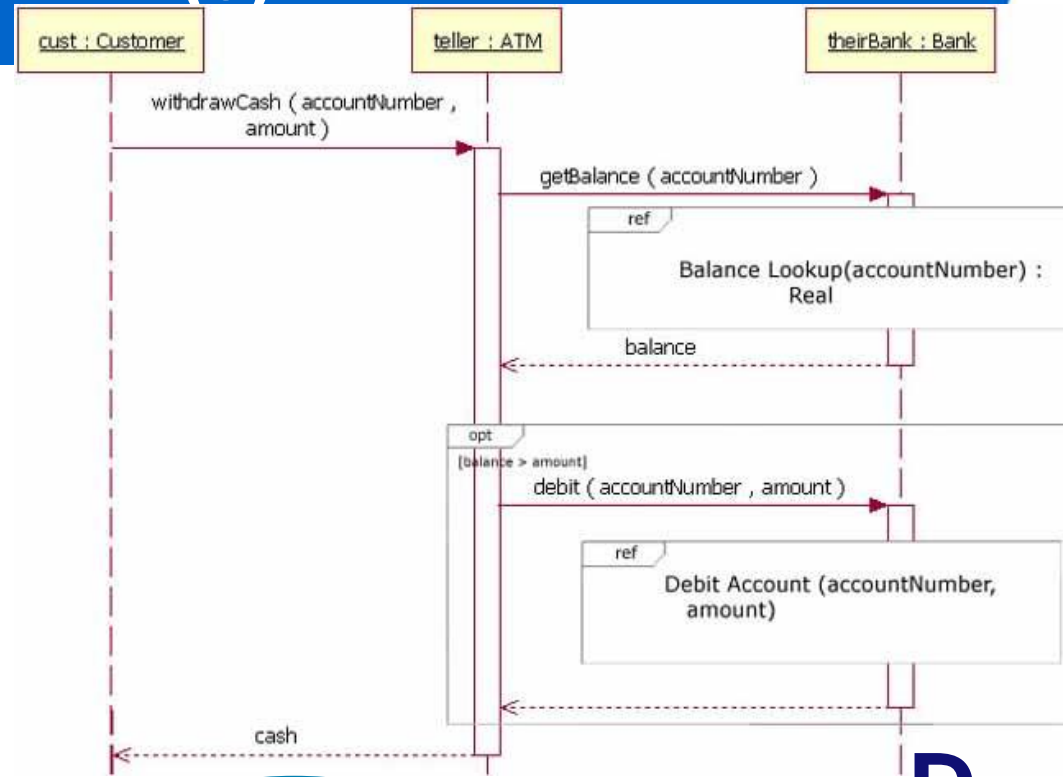 cust : Customer
teller : ATM
theirBank : Bank
withdrawCash ( accountNumber ,
amount )
getBalance ( accountNumber )
ref
Balance Lookup(accountNumber) :
Real
balance
opt
[balance > amount]
debit ( accountNumber , amount )
ref
Debit Account (accountNumber,
amount)
cash